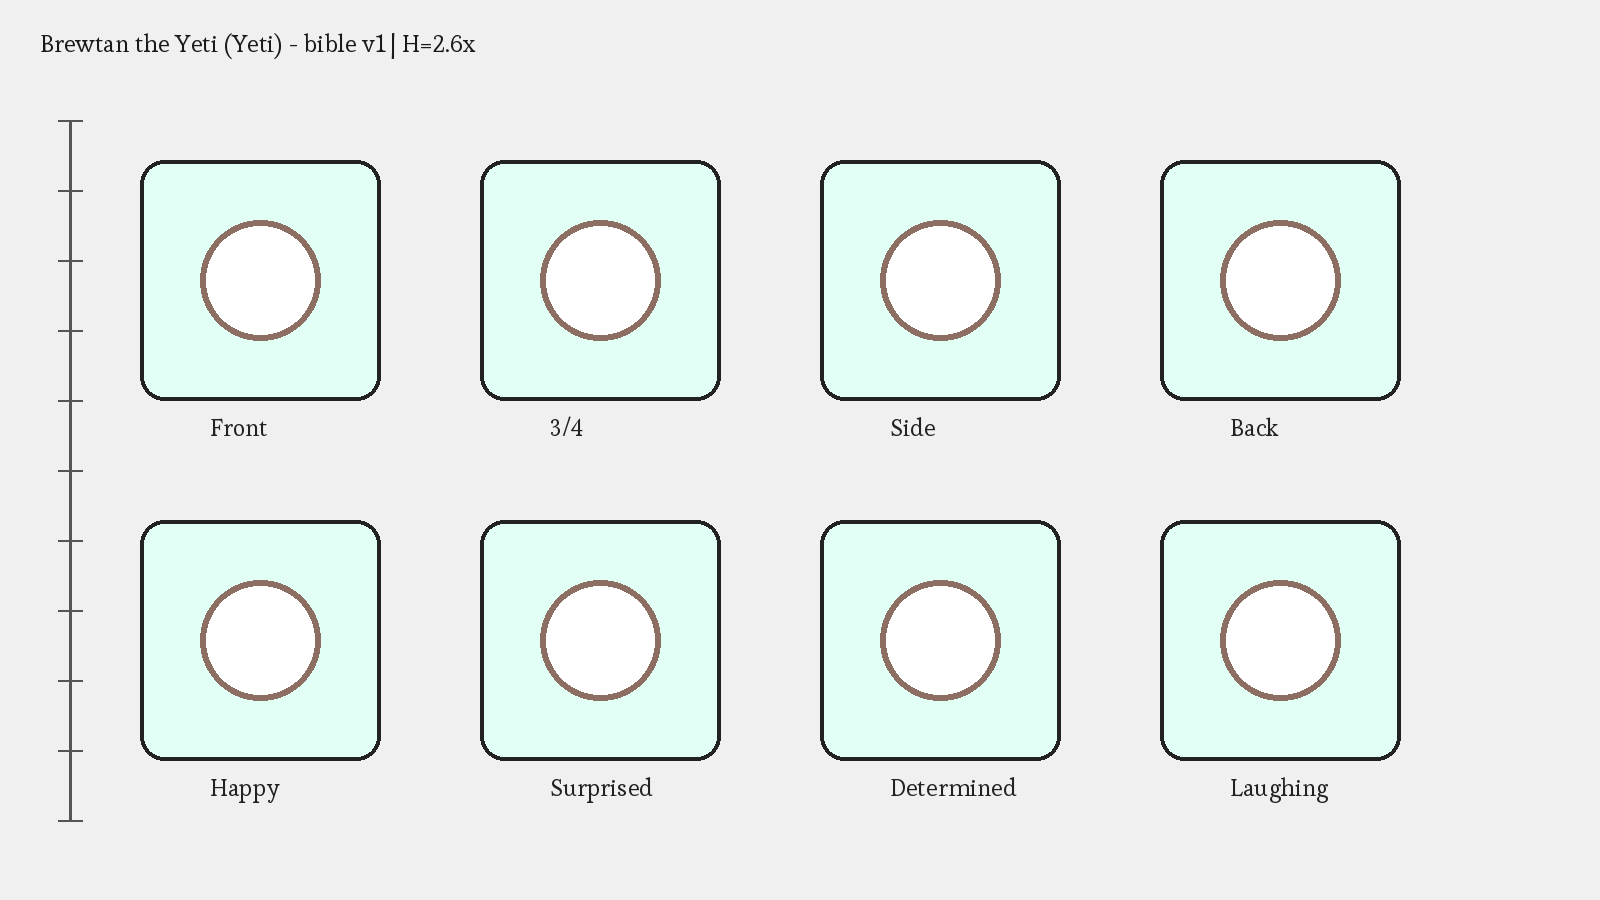 Brewtan the Yeti (Yeti) - bible v1 | H=2.6x
Front
3/4
Side
Back
Happy
Surprised
Determined
Laughing